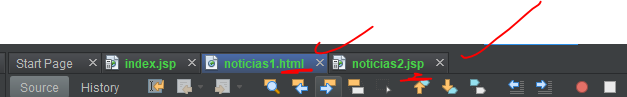 Start Page index.jsp noticias1.html noticias2.jsp
Source History